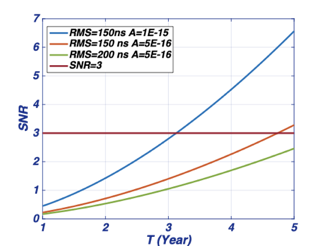 7
6
5
4
3
2
1
0
SNR
RMS=150ns A=1E-15
RMS=150 ns A=5E-16
RMS=200 ns A=5E-16
SNR=3
1 2 3 4 5
T (Year)